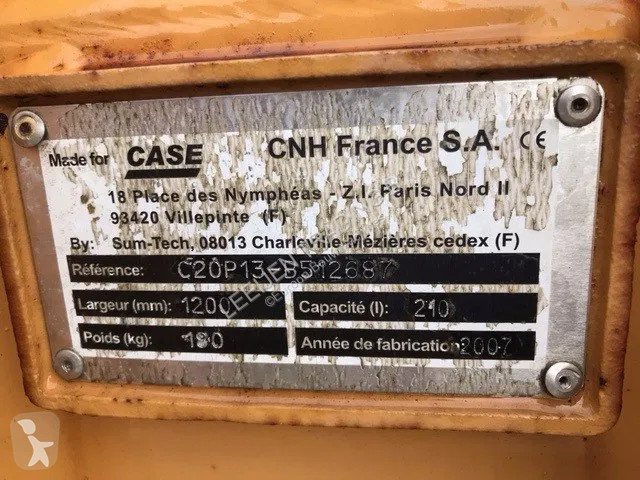 Made for CASE CNH France S.A. CE
18 Place des Nymphéas - Z.I. Paris Nord II
93420 Villepinte (F)
By: Sum-Tech, 08013 Charleville-Mézières cedex (F)
Référence:
Largeur (mm): 1200 Capacité (l): 210
Poids (kg): 180 Année de fabrication: 2007